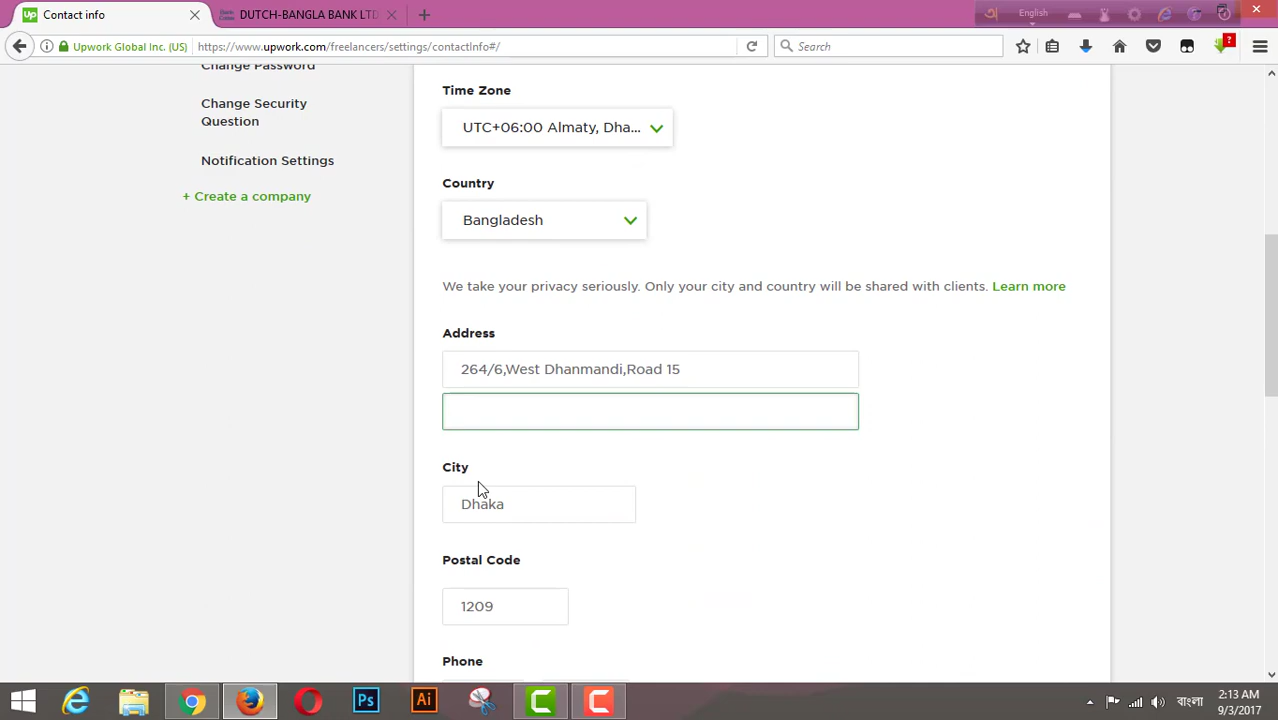 Contact info
DUTCH-BANGLA BANK LTD
English
Upwork Global Inc. (US)
https://www.upwork.com/freelancers/settings/contactInfo#/
Search
?
Change Password
Change Security
Question
Notification Settings
+ Create a company
Time Zone
UTC+06:00 Almaty, Dha...
Country
Bangladesh
We take your privacy seriously. Only your city and country will be shared with clients. Learn more
Address
264/6,West Dhanmandi,Road 15
City
Dhaka
Postal Code
1209
Phone
Ps
Ai
বাংলা
2:13 AM
9/3/2017